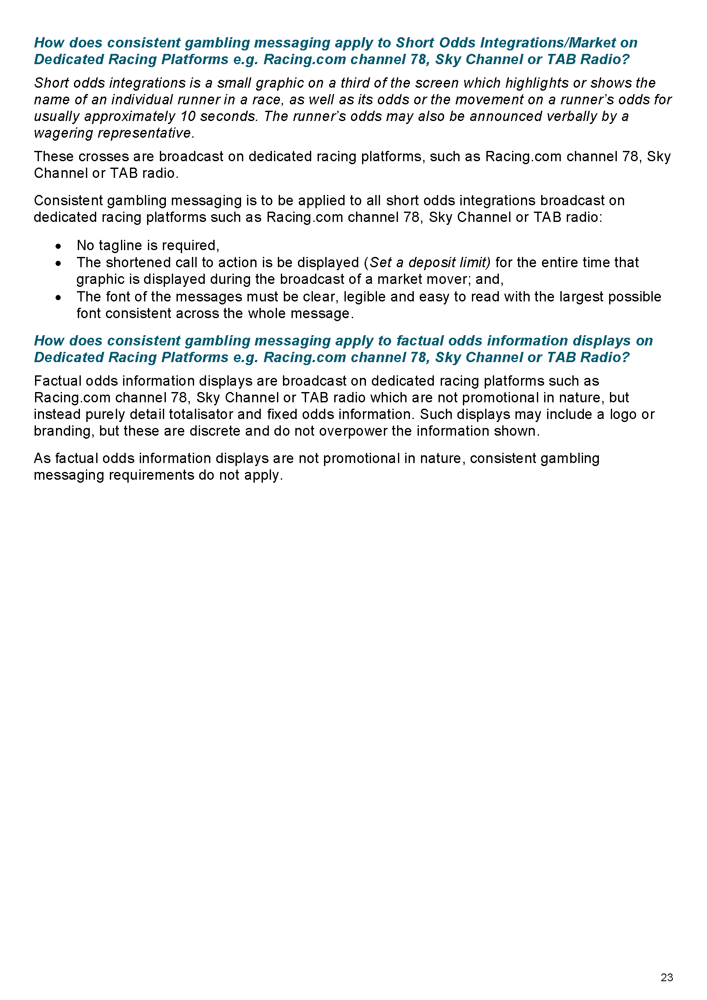 How does consistent gambling messaging apply to Short Odds Integrations/Market on
Dedicated Racing Platforms e.g. Racing.com channel 78, Sky Channel or TAB Radio?
Short odds integrations is a small graphic on a third of the screen which highlights or shows the
name of an individual runner in a race, as well as its odds or the movement on a runner’s odds for
usually approximately 10 seconds. The runner’s odds may also be announced verbally by a
wagering representative.
These crosses are broadcast on dedicated racing platforms, such as Racing.com channel 78, Sky
Channel or TAB radio.
Consistent gambling messaging is to be applied to all short odds integrations broadcast on
dedicated racing platforms such as Racing.com channel 78, Sky Channel or TAB radio:
• No tagline is required,
• The shortened call to action is be displayed (Set a deposit limit) for the entire time that
graphic is displayed during the broadcast of a market mover; and,
• The font of the messages must be clear, legible and easy to read with the largest possible
font consistent across the whole message.
How does consistent gambling messaging apply to factual odds information displays on
Dedicated Racing Platforms e.g. Racing.com channel 78, Sky Channel or TAB Radio?
Factual odds information displays are broadcast on dedicated racing platforms such as
Racing.com channel 78, Sky Channel or TAB radio which are not promotional in nature, but
instead purely detail totalisator and fixed odds information. Such displays may include a logo or
branding, but these are discrete and do not overpower the information shown.
As factual odds information displays are not promotional in nature, consistent gambling
messaging requirements do not apply.
23